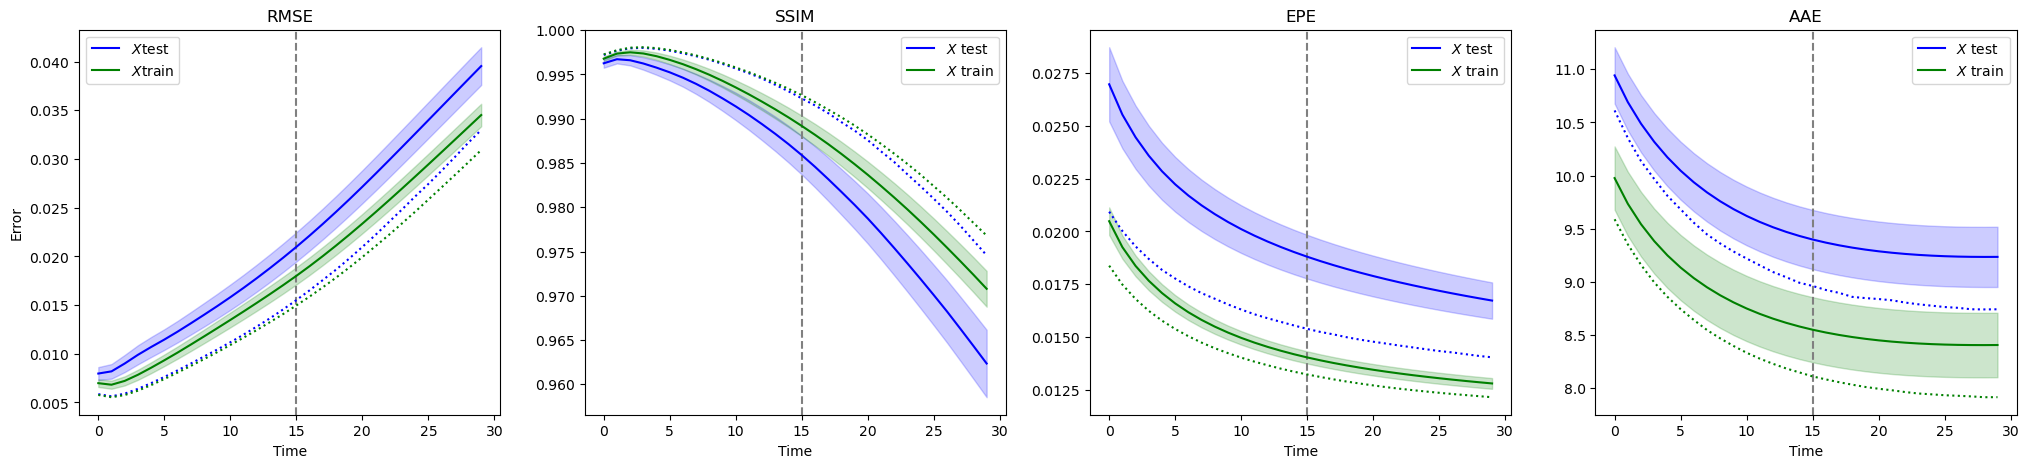 RMSE
Error
0.040
0.035
0.030
0.025
0.020
0.015
0.010
0.005
Xtest
Xtrain
0 5 10 15 20 25 30
Time
SSIM
1.000
0.995
0.990
0.985
0.980
0.975
0.970
0.965
0.960
X test
X train
0 5 10 15 20 25 30
Time
EPE
0.0275
0.0250
0.0225
0.0200
0.0175
0.0150
0.0125
X test
X train
0 5 10 15 20 25 30
Time
AAE
11.0
10.5
10.0
9.5
9.0
8.5
8.0
X test
X train
0 5 10 15 20 25 30
Time